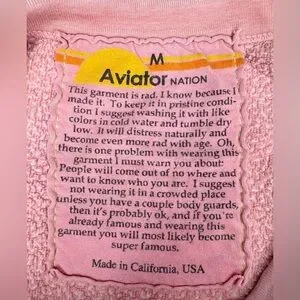 M
Aviator NATION
This garment is rad. I know because I
made it. To keep it in pristine condi-
tion I suggest washing it with like
colors in cold water and tumble dry
low. It will distress naturally and
become even more rad with age. Oh,
there is one problem with wearing this
garment I must warn you about:
People will come out of no where and
want to know who you are. I suggest
not wearing it in a crowded place
unless you have a couple body guards,
then it's probably ok, and if you're
already famous and wearing this
garment you will most likely become
super famous.
Made in California, USA